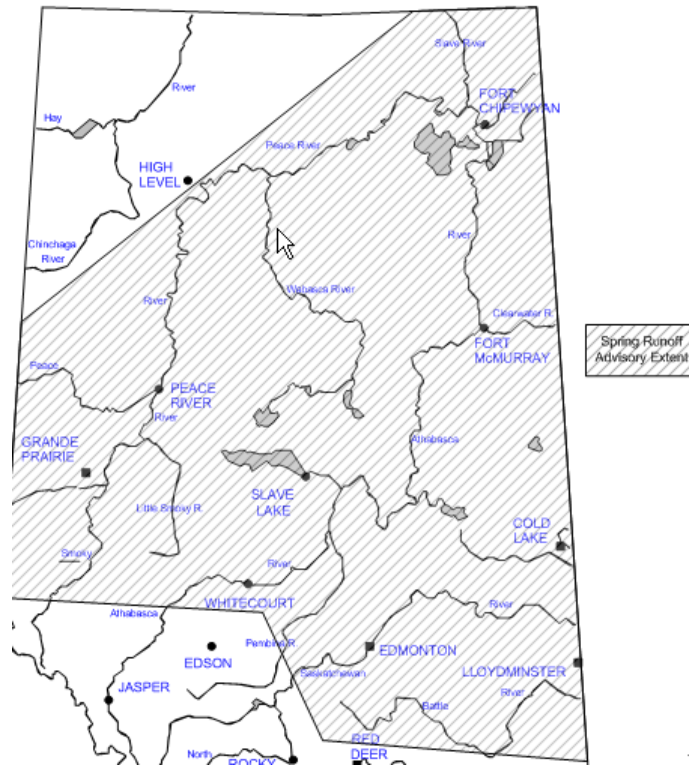 Slave River
River
FORT
CHIPEWYAN
Hay
Peace River
HIGH
LEVEL
River
Chinchaga
River
Wabasca River
River
Clearwater R.
FORT
McMURRAY
Spring Runoff
Advisory Extent
Peace
PEACE
RIVER
River
Athabasca
GRANDE
PRAIRIE
SLAVE
LAKE
Little Smoky R.
COLD
LAKE
Smoky
River
WHITECOURT
River
Athabasca
Pembina R.
EDMONTON
EDSON
LLOYDMINSTER
Saskatchewan
JASPER
River
Battle
RED
DEER
North
ROCKY